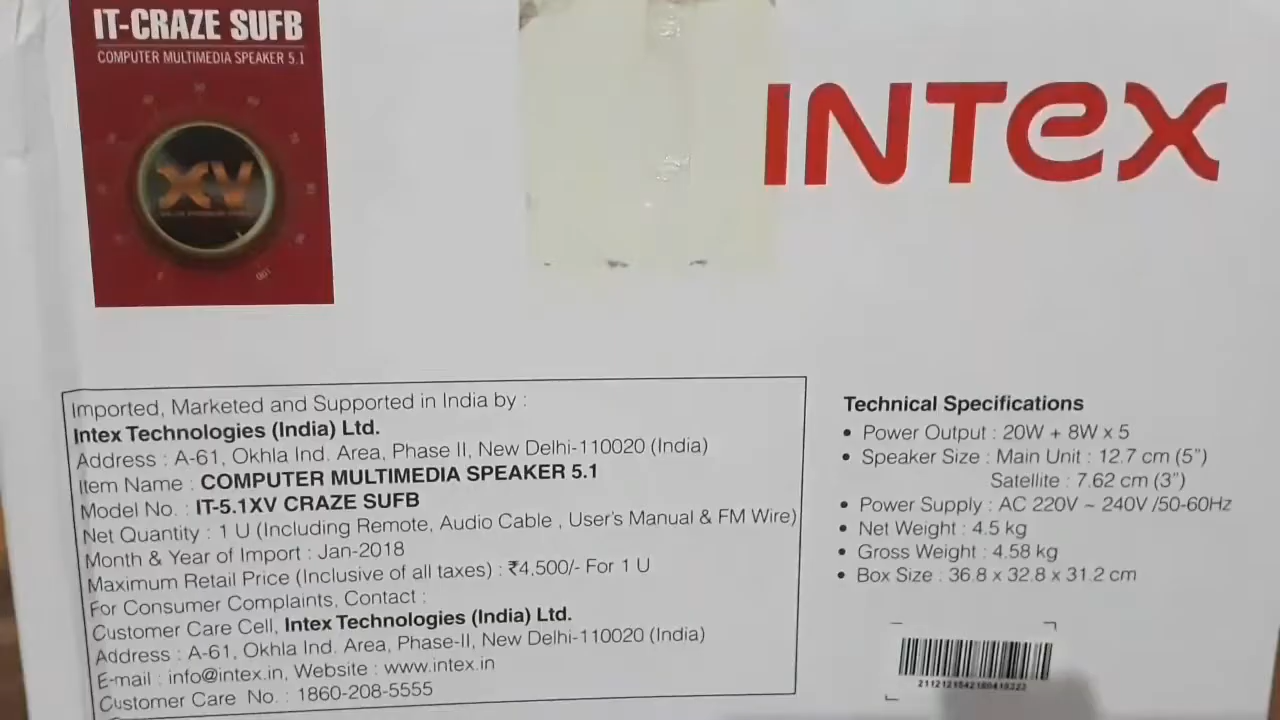 IT-CRAZE SUFB
COMPUTER MULTIMEDIA SPEAKER 5.1
XV
100
INTEX
Imported, Marketed and Supported in India by :
Intex Technologies (India) Ltd.
Address : A-61, Okhla Ind. Area, Phase II, New Delhi-110020 (India)
Item Name : COMPUTER MULTIMEDIA SPEAKER 5.1
Model No. : IT-5.1XV CRAZE SUFB
Net Quantity : 1 U (Including Remote, Audio Cable , User's Manual & FM Wire)
Month & Year of Import : Jan-2018
Maximum Retail Price (Inclusive of all taxes) : ₹4,500/- For 1 U
For Consumer Complaints, Contact :
Customer Care Cell, Intex Technologies (India) Ltd.
Address : A-61, Okhla Ind. Area, Phase-II, New Delhi-110020 (India)
E-mail : info@intex.in, Website : www.intex.in
Customer Care No. : 1860-208-5555
Technical Specifications
• Power Output : 20W + 8W x 5
• Speaker Size : Main Unit : 12.7 cm (5")
Satellite : 7.62 cm (3")
• Power Supply : AC 220V ~ 240V /50-60Hz
• Net Weight : 4.5 kg
• Gross Weight : 4.58 kg
• Box Size : 36.8 x 32.8 x 31.2 cm